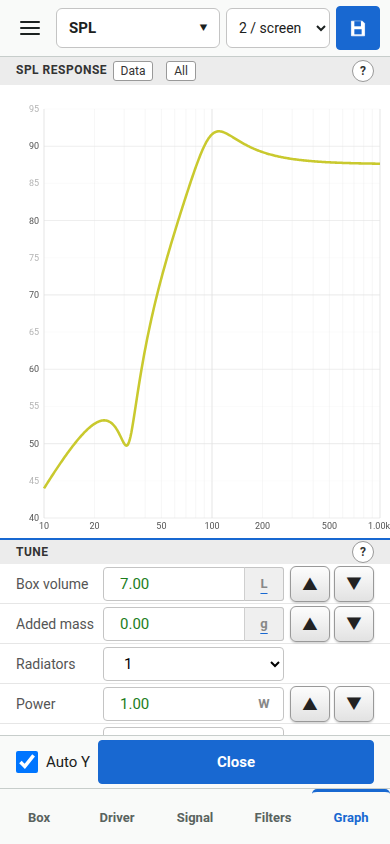 SPL ▼ 2 / screen
SPL RESPONSE Data All ?
95
90
85
80
75
70
65
60
55
50
45
40
10 20 50 100 200 500 1.00k
TUNE ?
Box volume 7.00 L ▲ ▼
Added mass 0.00 g ▲ ▼
Radiators 1
Power 1.00 W ▲ ▼
Auto Y Close
Box Driver Signal Filters Graph